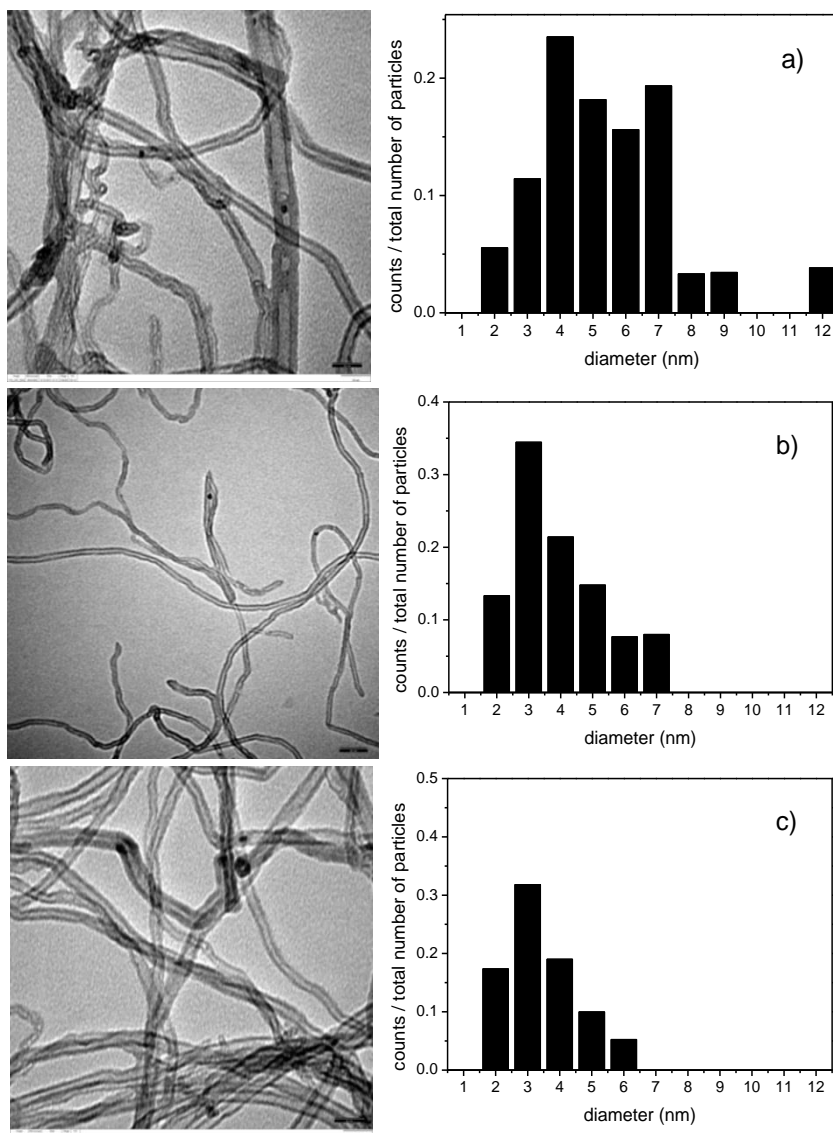 a)
counts / total number of particles
0.2
0.1
0.0
1 2 3 4 5 6 7 8 9 10 11 12
diameter (nm)
b)
counts / total number of particles
0.4
0.3
0.2
0.1
0.0
1 2 3 4 5 6 7 8 9 10 11 12
diameter (nm)
c)
counts / total number of particles
0.5
0.4
0.3
0.2
0.1
0.0
1 2 3 4 5 6 7 8 9 10 11 12
diameter (nm)